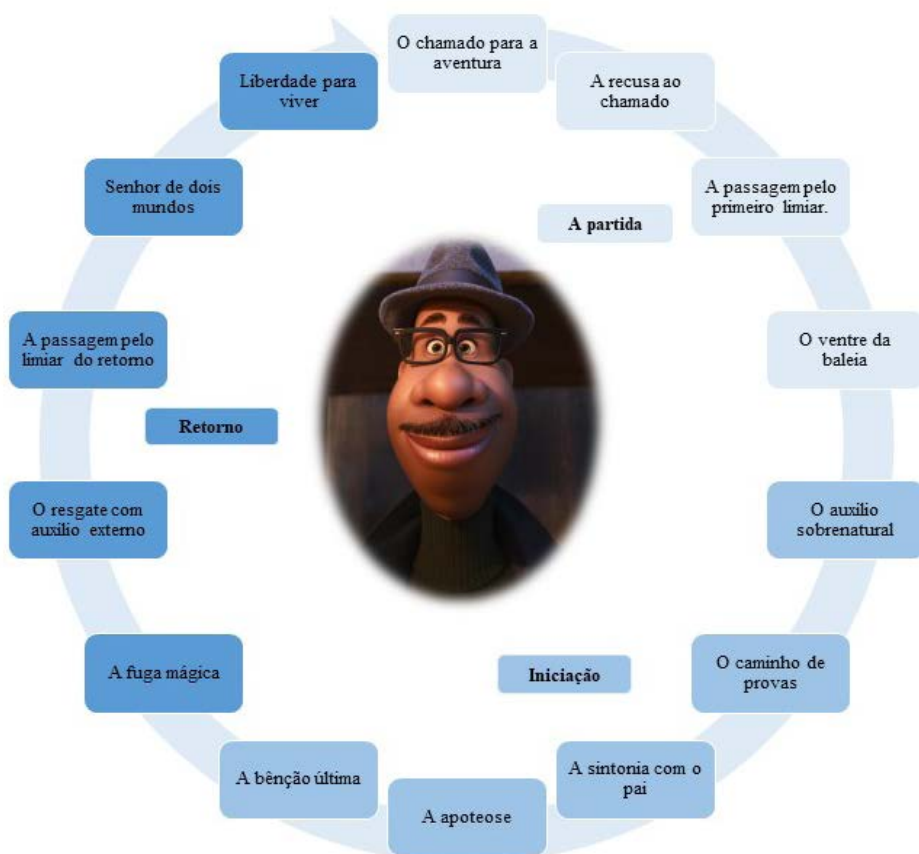 O chamado para a
aventura
A recusa ao
chamado
A passagem pelo
primeiro limiar.
O ventre da
baleia
O auxilio
sobrenatural
O caminho de
provas
A sintonia com o
pai
A apoteose
A bênção última
A fuga mágica
O resgate com
auxilio externo
A passagem pelo
limiar do retorno
Senhor de dois
mundos
Liberdade para
viver
A partida
Iniciação
Retorno